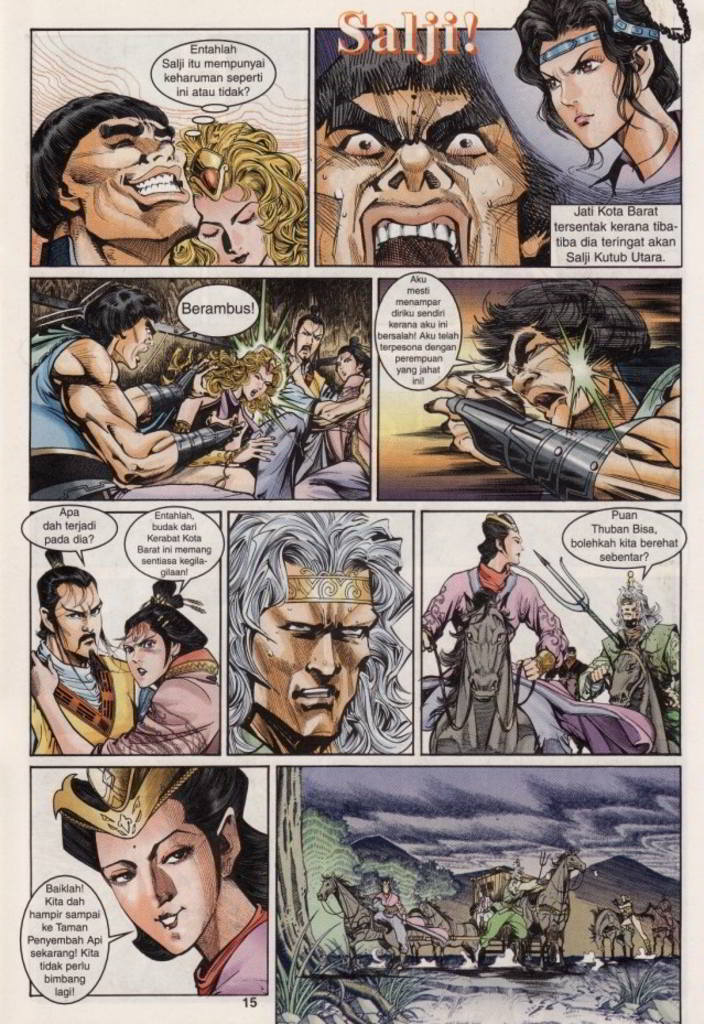 Salji!
Entahlah
Salji itu mempunyai
keharuman seperti
ini atau tidak?
Jati Kota Barat
tersentak kerana tiba-
tiba dia teringat akan
Salji Kutub Utara.
Berambus!
Aku
mesti
menampar
diriku sendiri
kerana aku ini
bersalah! Aku telah
terpesona dengan
perempuan
yang jahat
ini!
Apa
dah terjadi
pada dia?
Entahlah,
budak dari
Kerabat Kota
Barat ini memang
sentiasa kegila-
gilaan!
Puan
Thuban Bisa,
bolehkah kita berehat
sebentar?
Baiklah!
Kita dah
hampir sampai
ke Taman
Penyembah Api
sekarang! Kita
tidak perlu
bimbang
lagi!
15